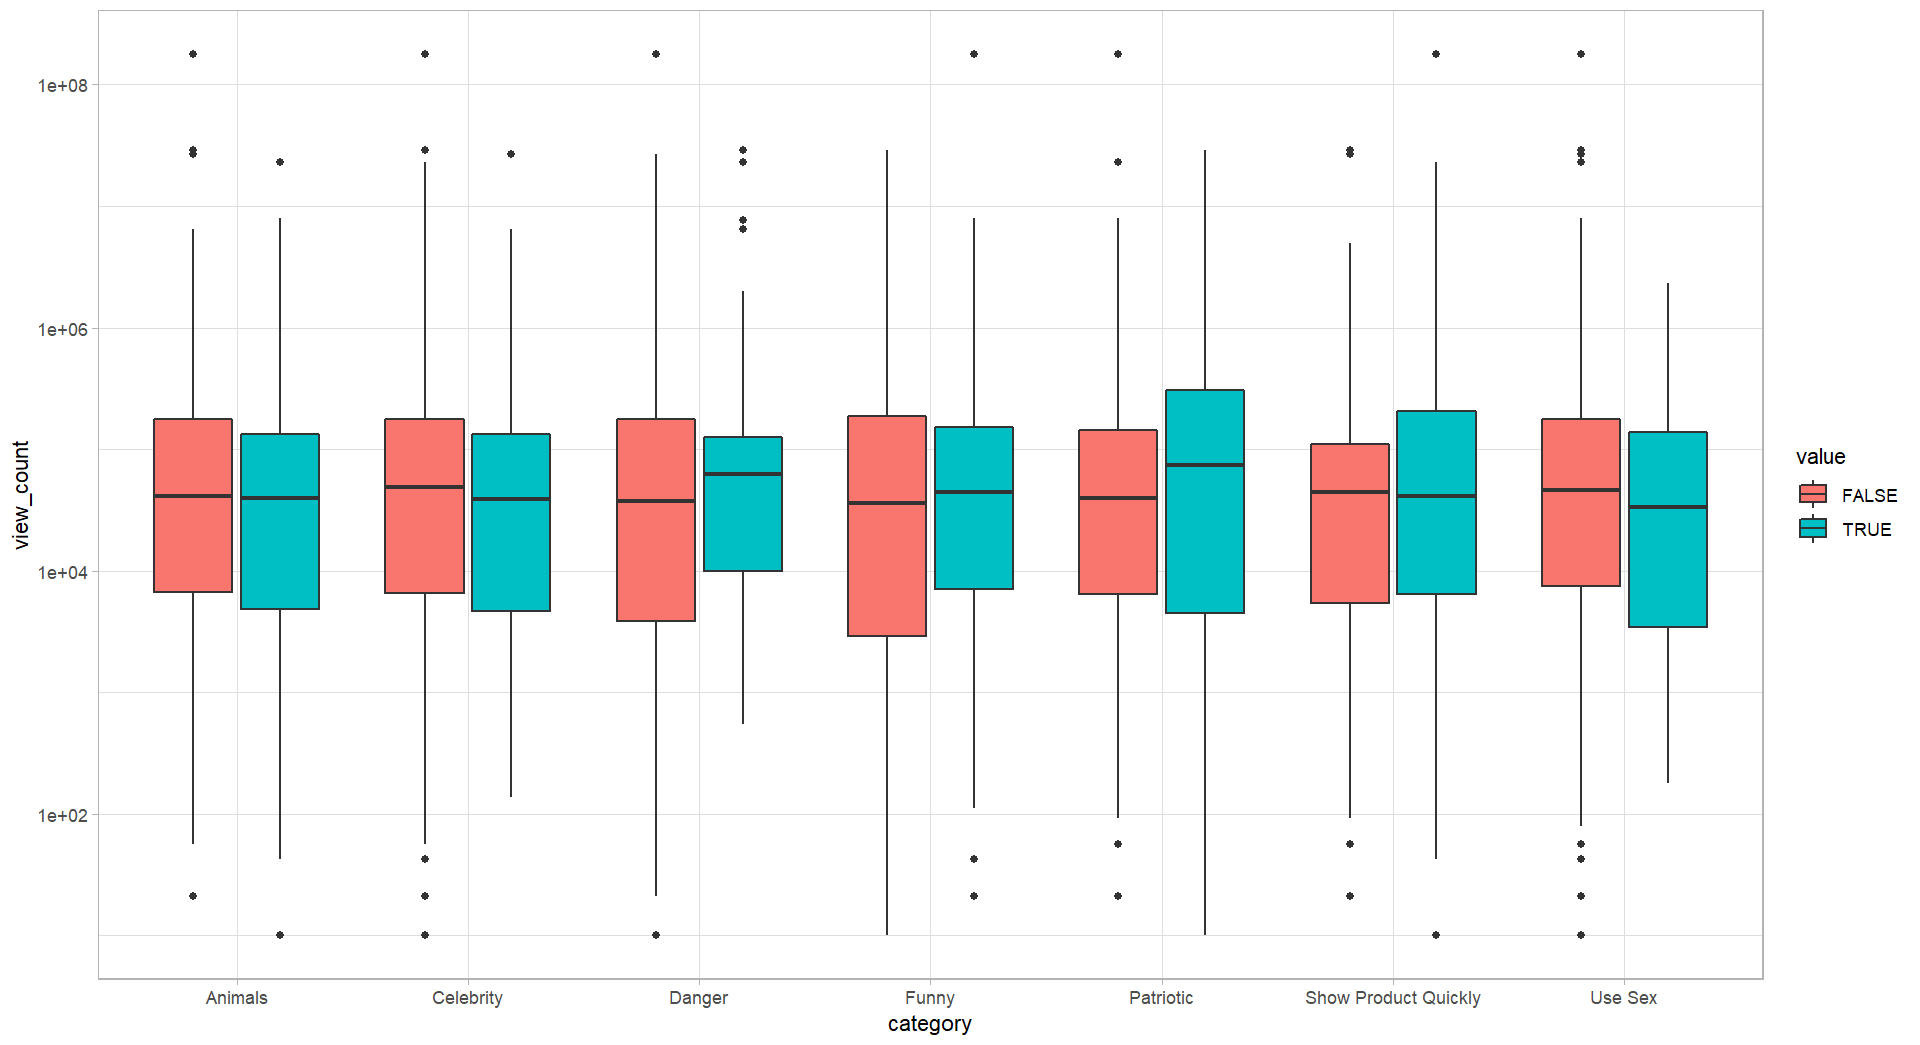 view_count
1e+08
1e+06
1e+04
1e+02
Animals
Celebrity
Danger
Funny
Patriotic
Show Product Quickly
Use Sex
category
value
FALSE
TRUE